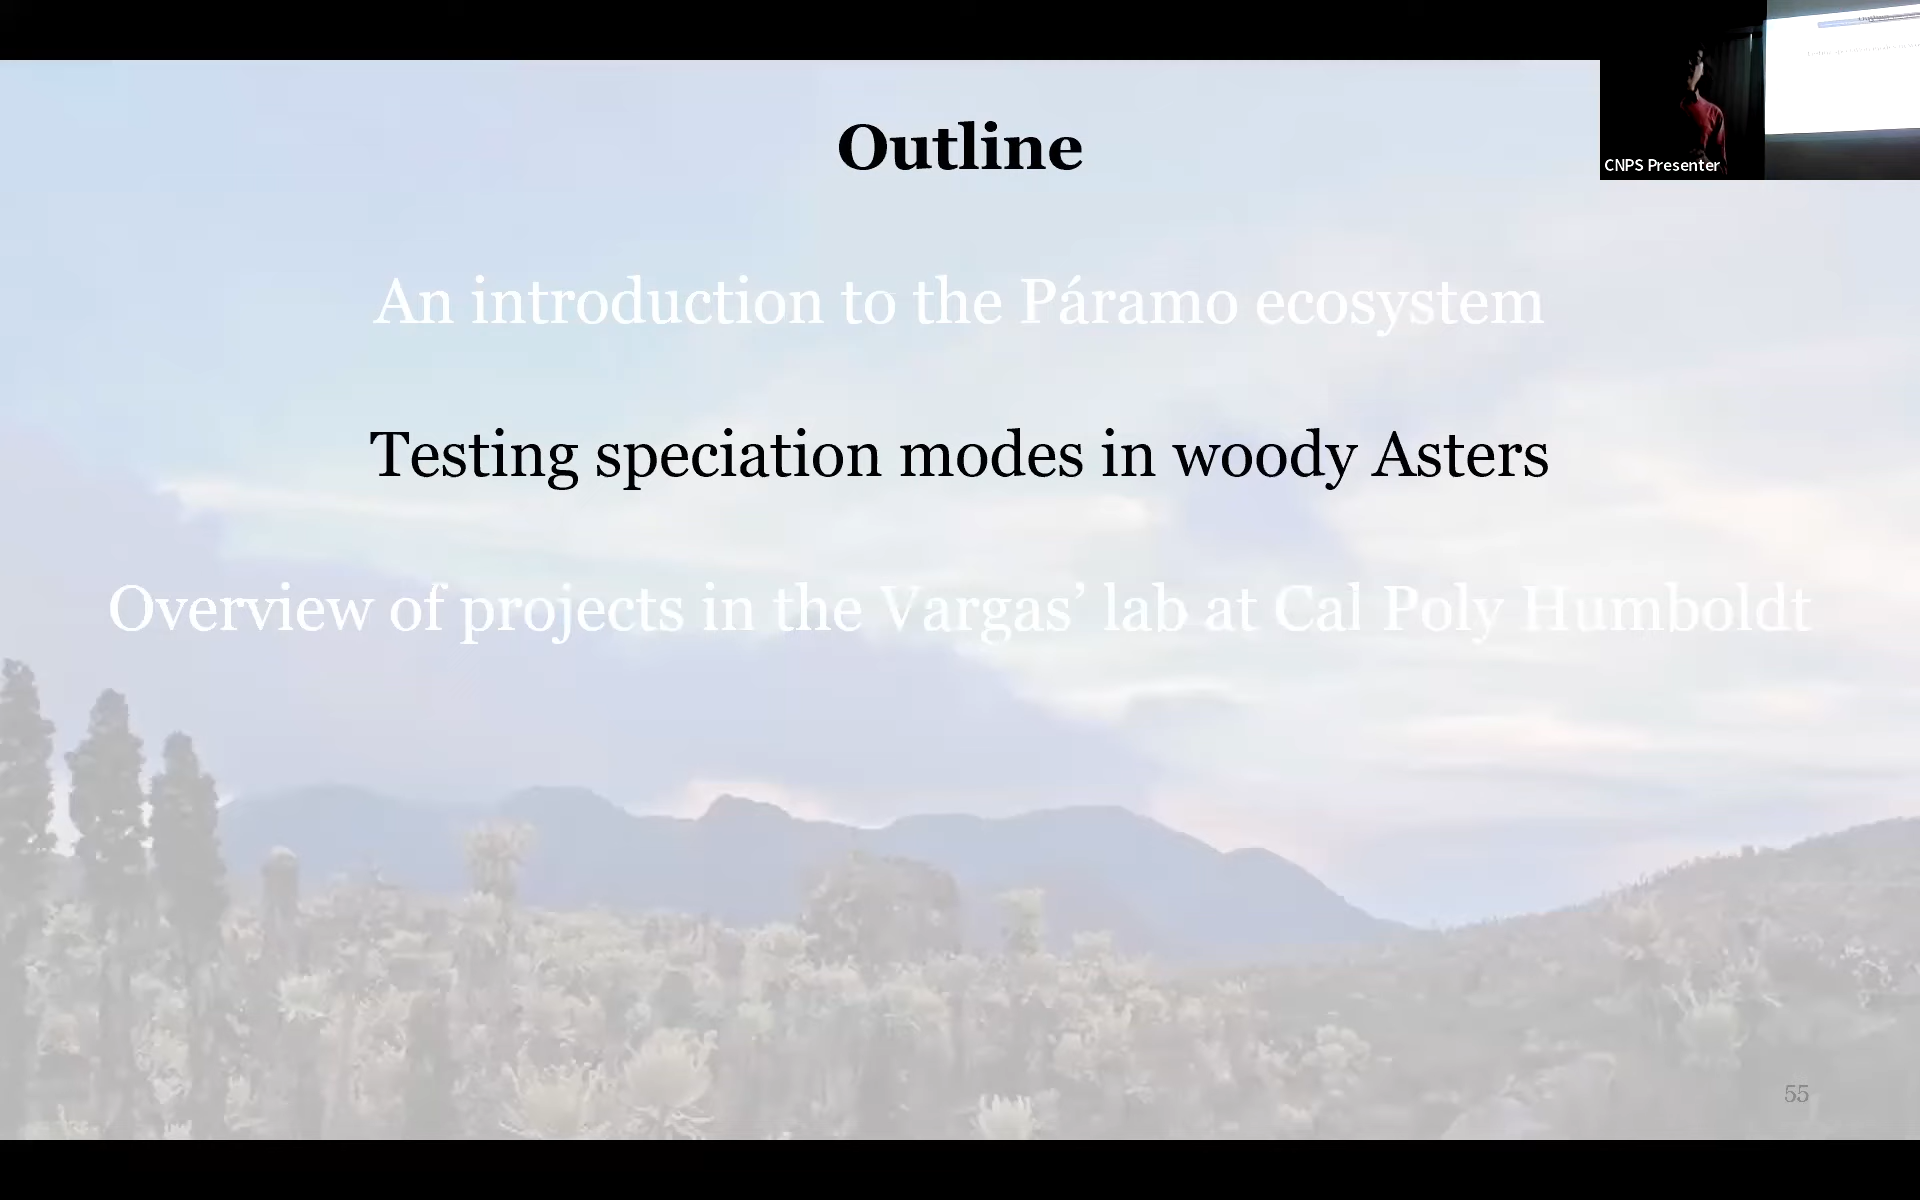 Outline
CNPS Presenter
An introduction to the Páramo ecosystem
Testing speciation modes in woody Asters
Overview of projects in the Vargas’ lab at Cal Poly Humboldt
55